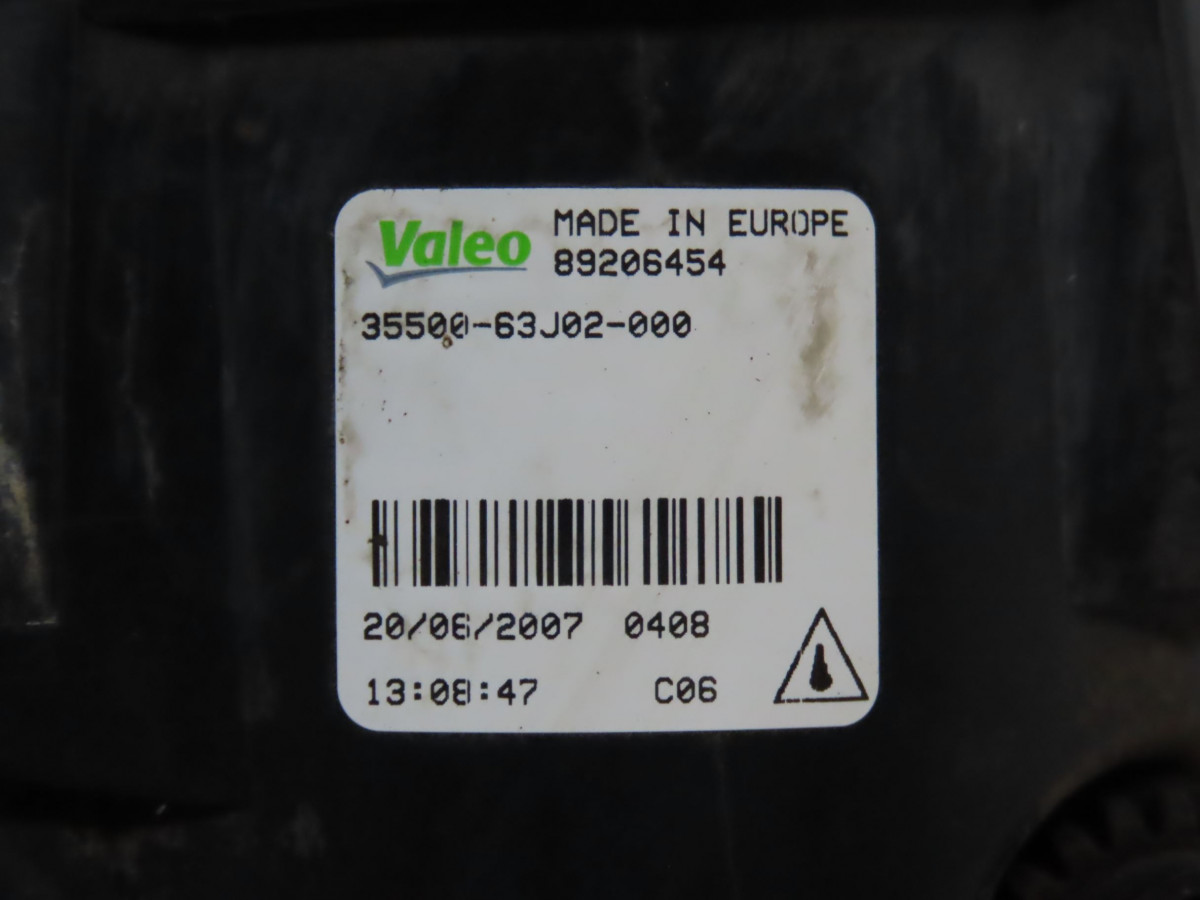 Valeo MADE IN EUROPE
89206454
35500-63J02-000
20/06/2007 0408
13:08:47 C06